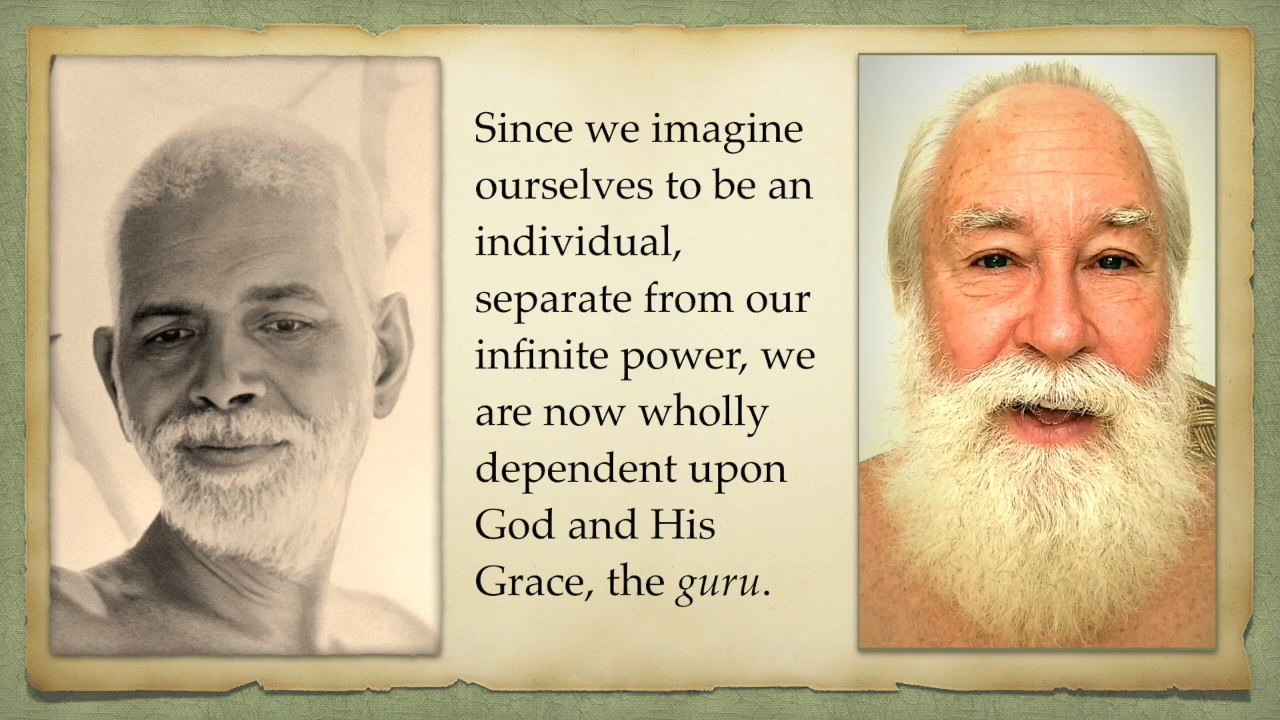 Since we imagine
ourselves to be an
individual,
separate from our
infinite power, we
are now wholly
dependent upon
God and His
Grace, the guru.